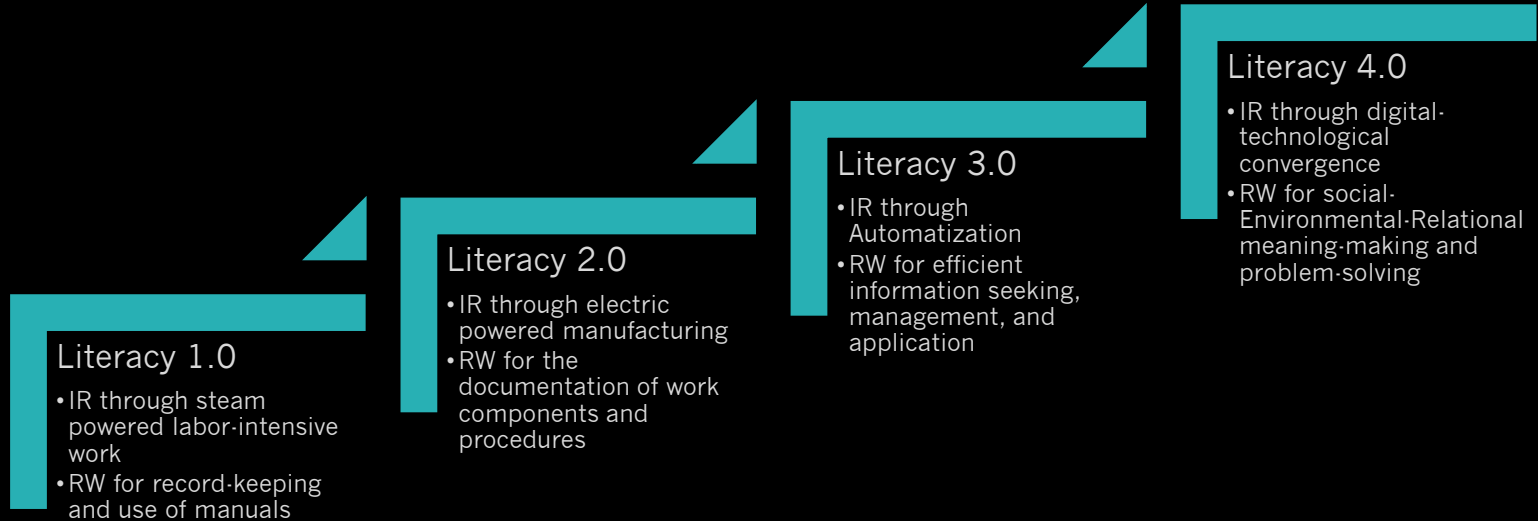 Literacy 1.0
• IR through steam
powered labor-intensive
work
• RW for record-keeping
and use of manuals
Literacy 2.0
• IR through electric
powered manufacturing
• RW for the
documentation of work
components and
procedures
Literacy 3.0
• IR through
Automatization
• RW for efficient
information seeking,
management, and
application
Literacy 4.0
• IR through digital-
technological
convergence
• RW for social-
Environmental-Relational
meaning-making and
problem-solving